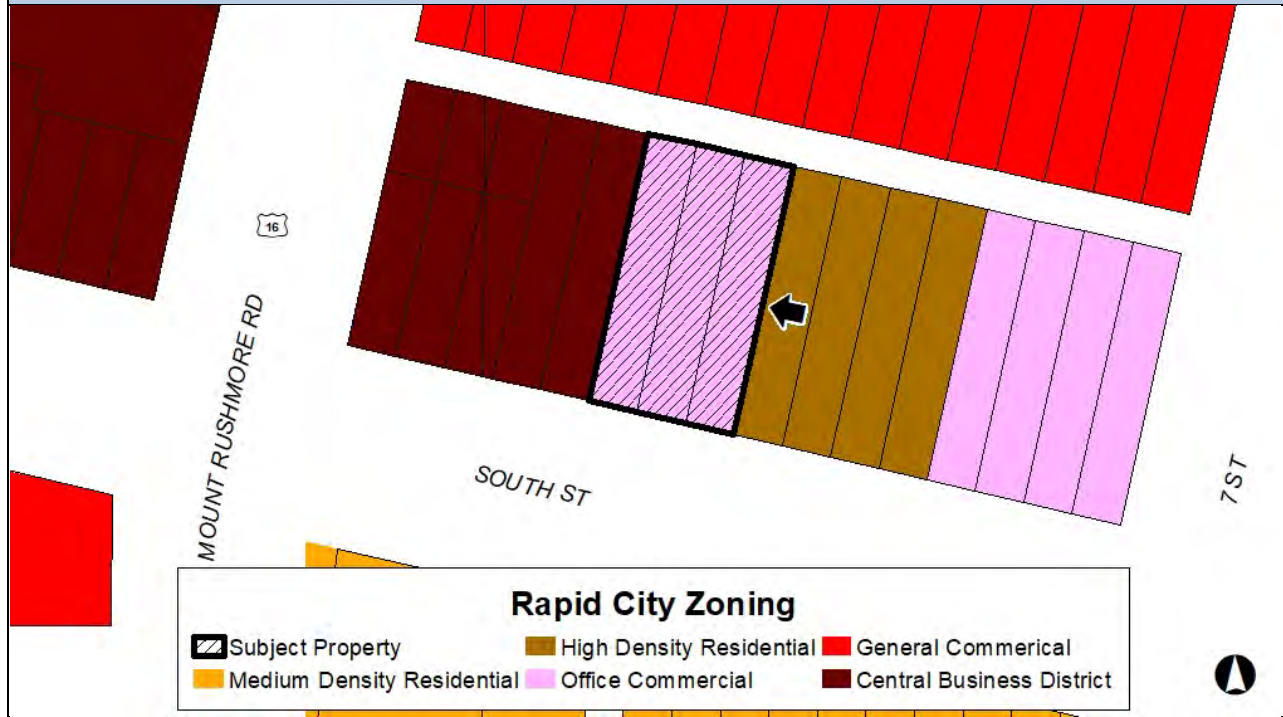 16
MOUNT RUSHMORE RD
SOUTH ST
7 ST
Rapid City Zoning
Subject Property
High Density Residential
General Commerical
Medium Density Residential
Office Commercial
Central Business District